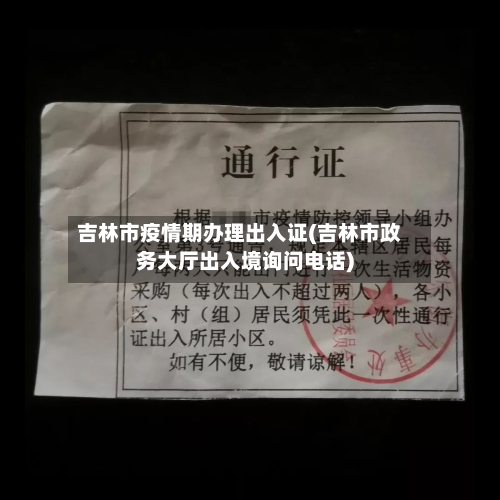 通行证
根据 市疫情防控领导小组办
吉林市疫情期办理出入证(吉林市政
务大厅出入境询问电话)
居民每
次生活物资
采购（每次出入不超过两人）。各小
区、村（组）居民须凭此一次性通行
证出入所居小区。
如有不便，敬请谅解！
办事处